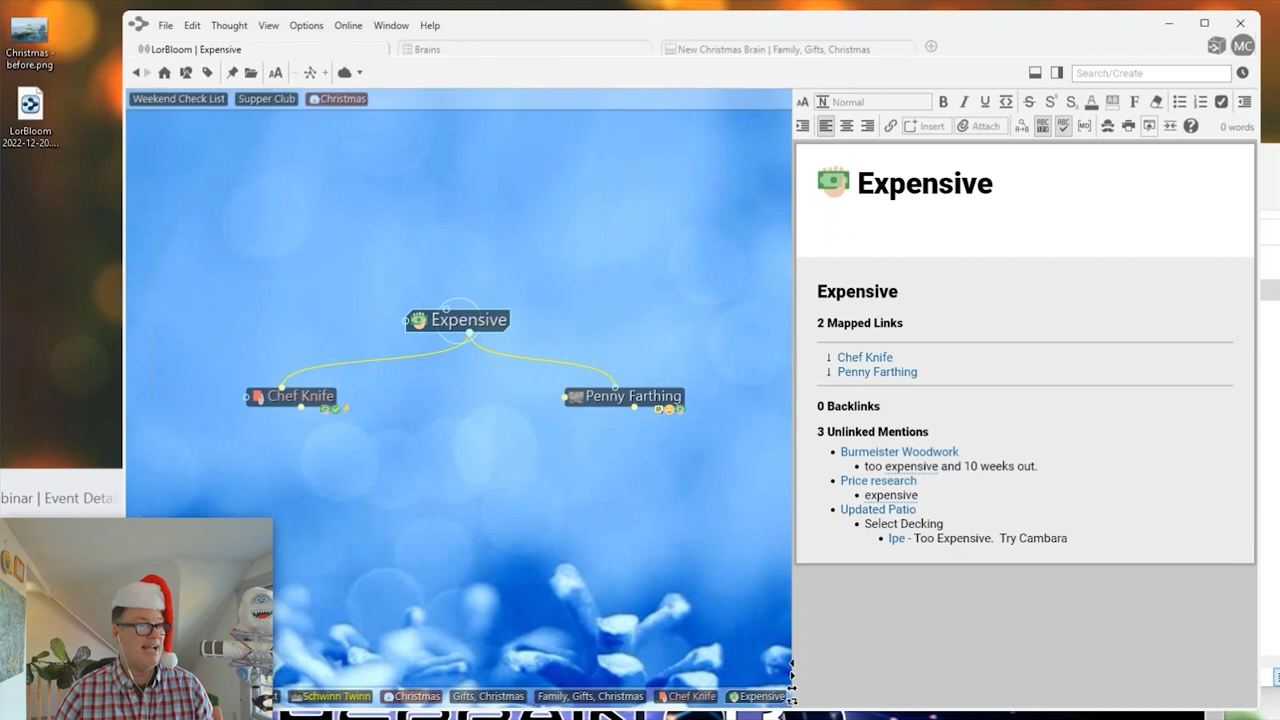 Christmas -
before.png
LorBloom
2022-12-20....
File Edit Thought View Options Online Window Help
LorBloom | Expensive
Brains
New Christmas Brain | Family, Gifts, Christmas
MC
Search/Create
Weekend Check List Supper Club Christmas
Normal
Insert
Attach
0 words
Expensive
Expensive
2 Mapped Links
↓ Chef Knife
↓ Penny Farthing
0 Backlinks
3 Unlinked Mentions
• Burmeister Woodwork
• too expensive and 10 weeks out.
• Price research
• expensive
• Updated Patio
• Select Decking
• Ipe - Too Expensive. Try Cambara
Expensive
Chef Knife
Penny Farthing
binar | Event Detai
Schwinn Twinn Christmas Gifts, Christmas Family, Gifts, Christmas Chef Knife Expensive